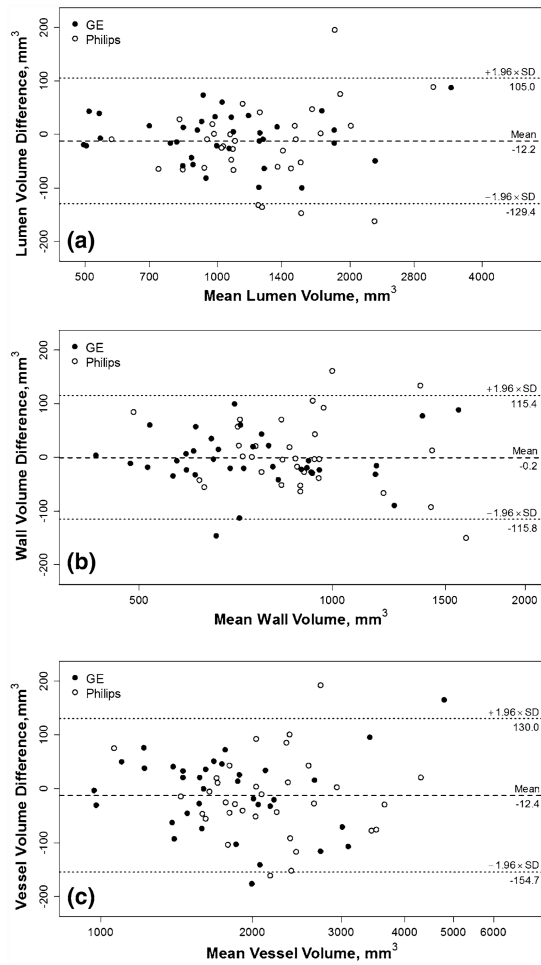 200
100
0
-100
-200
Lumen Volume Difference, mm³
GE
Philips
+1.96×SD
105.0
Mean
-12.2
−1.96×SD
-129.4
(a)
500 700 1000 1400 2000 2800 4000
Mean Lumen Volume, mm³
200
100
0
-100
-200
Wall Volume Difference, mm³
GE
Philips
+1.96×SD
115.4
Mean
-0.2
−1.96×SD
-115.8
(b)
500 1000 1500 2000
Mean Wall Volume, mm³
200
100
0
-100
-200
Vessel Volume Difference,mm³
GE
Philips
+1.96×SD
130.0
Mean
-12.4
−1.96×SD
-154.7
(c)
1000 2000 3000 4000 5000 6000
Mean Vessel Volume, mm³